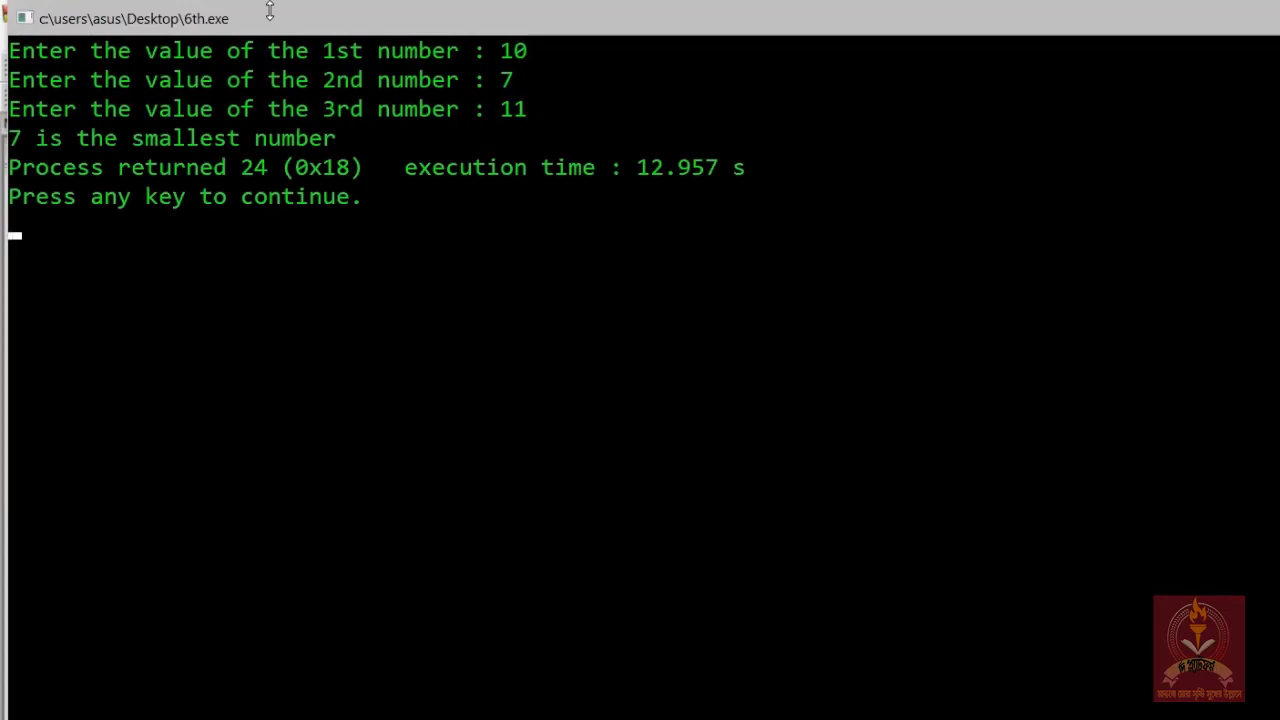 c:\users\asus\Desktop\6th.exe
Enter the value of the 1st number : 10
Enter the value of the 2nd number : 7
Enter the value of the 3rd number : 11
7 is the smallest number
Process returned 24 (0x18)   execution time : 12.957 s
Press any key to continue.